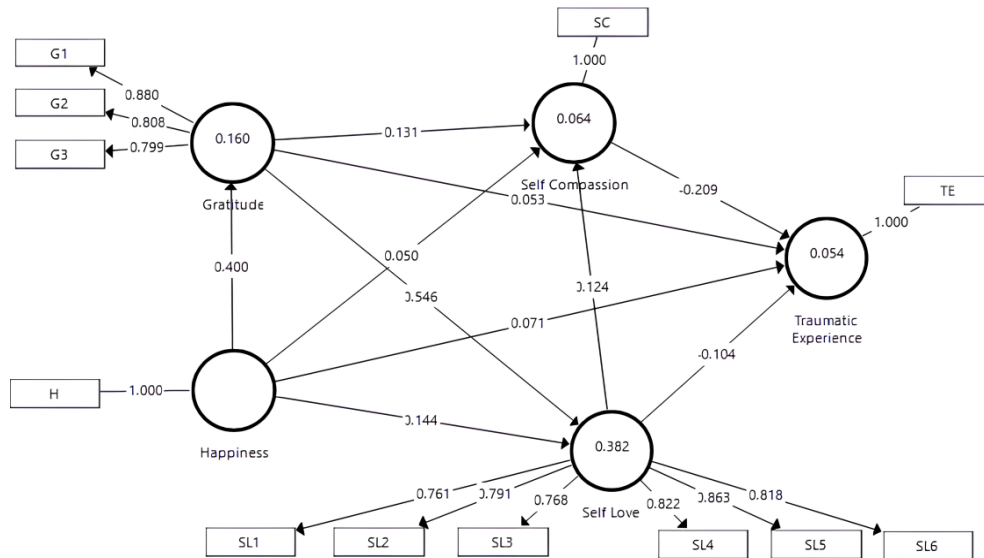 SC
G1
1.000
0.880
G2
0.808
0.064
0.160
0.131
G3
0.799
Self Compassion
-0.209
TE
Gratitude
0.053
1.000
0.050
0.054
0.400
0.546
0.124
Traumatic
Experience
0.071
-0.104
H
1.000
0.144
0.382
Happiness
0.761
0.791
0.768
Self Love
0.822
0.863
0.818
SL1
SL2
SL3
SL4
SL5
SL6